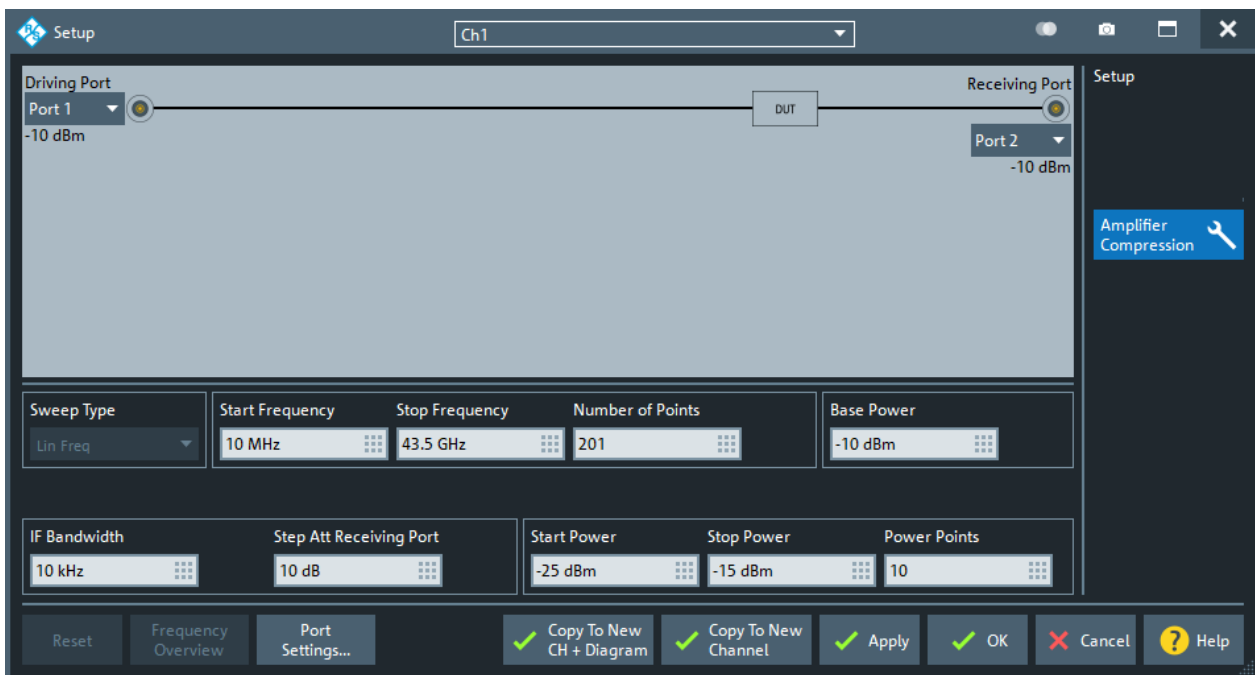 Setup
Ch1
Driving Port
Port 1
-10 dBm
DUT
Receiving Port
Port 2
-10 dBm
Setup
Amplifier
Compression
Sweep Type
Lin Freq
Start Frequency
10 MHz
Stop Frequency
43.5 GHz
Number of Points
201
Base Power
-10 dBm
IF Bandwidth
10 kHz
Step Att Receiving Port
10 dB
Start Power
-25 dBm
Stop Power
-15 dBm
Power Points
10
Reset
Frequency
Overview
Port
Settings...
Copy To New
CH + Diagram
Copy To New
Channel
Apply
OK
Cancel
? Help